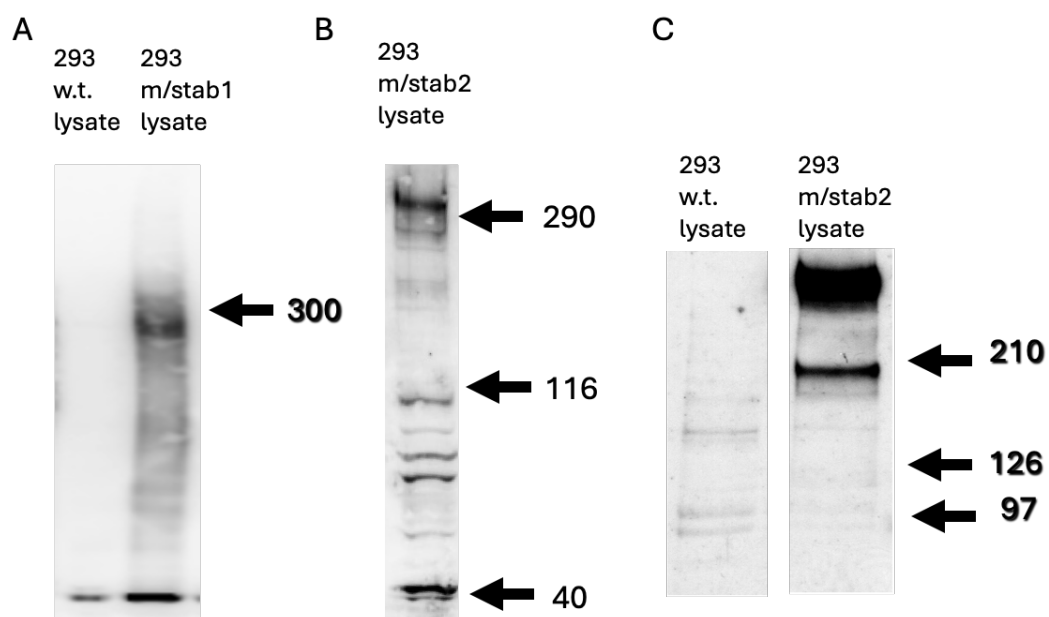 A
293
w.t.
lysate
293
m/stab1
lysate
300
B
293
m/stab2
lysate
290
116
40
C
293
w.t.
lysate
293
m/stab2
lysate
210
126
97